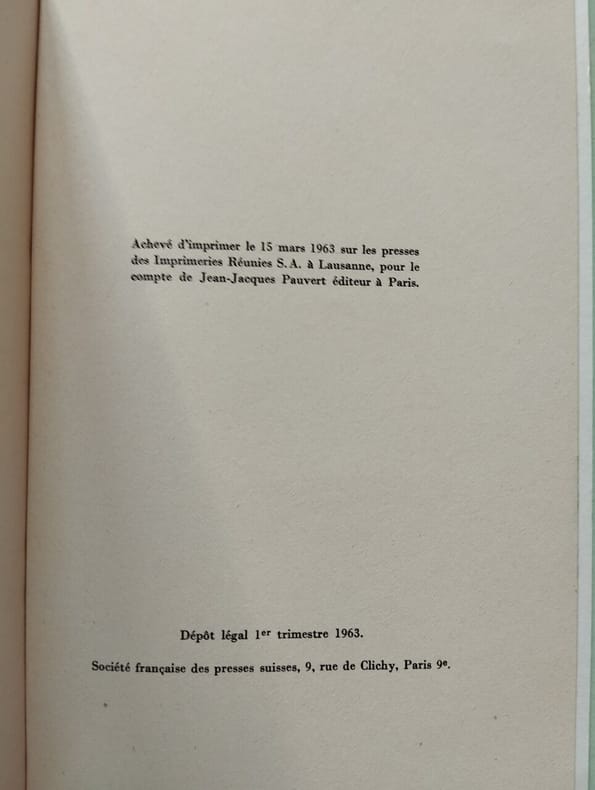 Achevé d'imprimer le 15 mars 1963 sur les presses
des Imprimeries Réunies S.A. à Lausanne, pour le
compte de Jean-Jacques Pauvert éditeur à Paris.
Dépôt légal 1er trimestre 1963.
Société française des presses suisses, 9, rue de Clichy, Paris 9e.